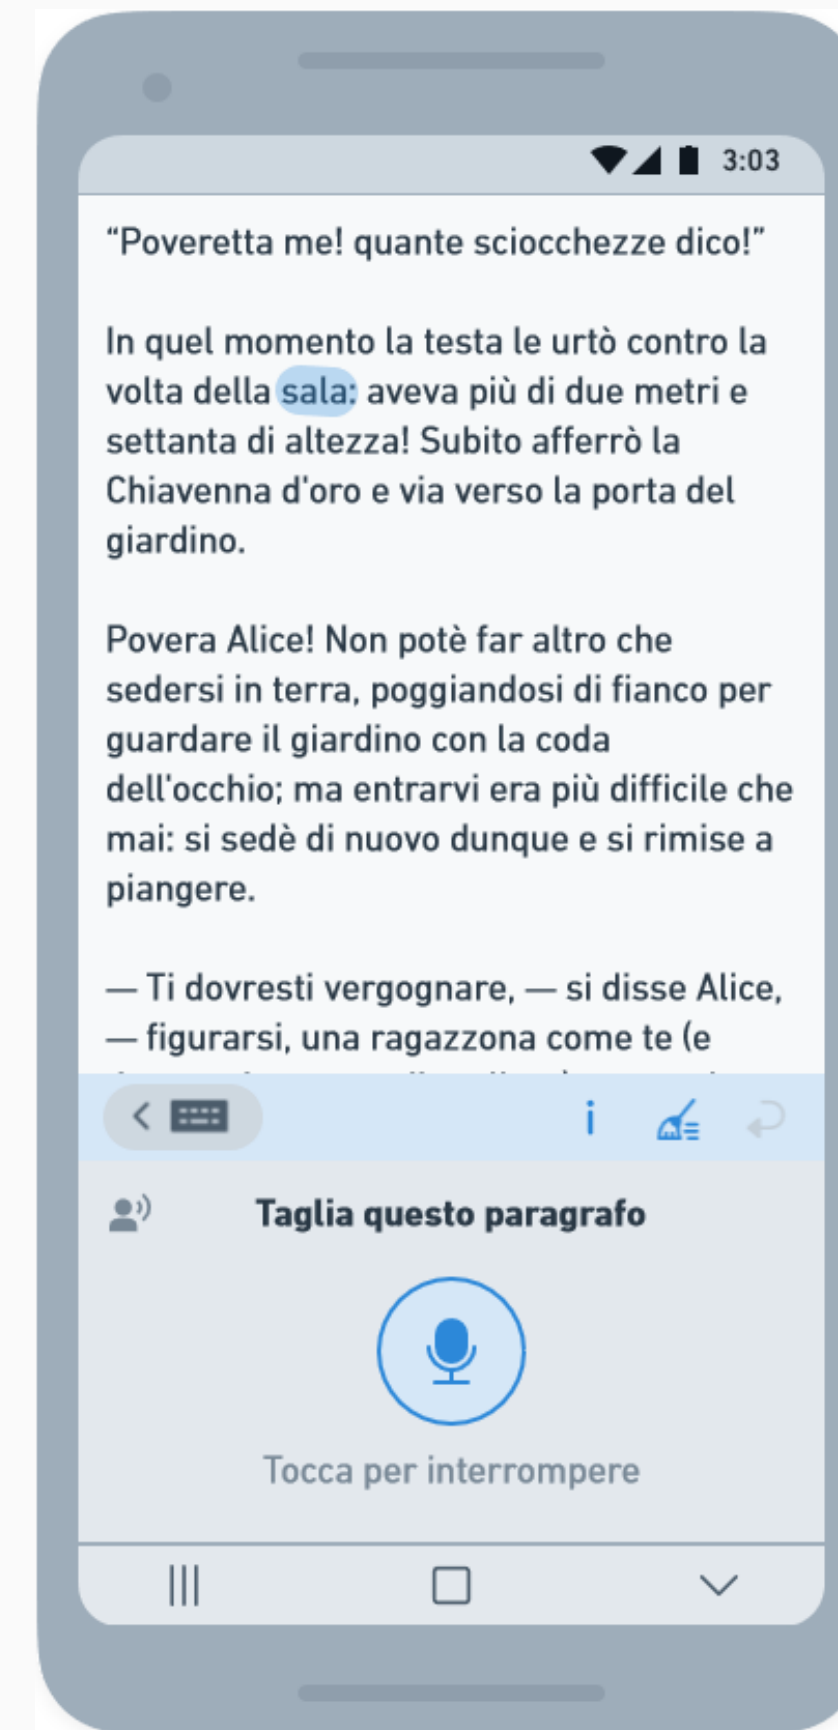 3:03
“Poveretta me! quante sciocchezze dico!”
In quel momento la testa le urtò contro la
volta della sala: aveva più di due metri e
settanta di altezza! Subito afferrò la
Chiavenna d'oro e via verso la porta del
giardino.
Povera Alice! Non potè far altro che
sedersi in terra, poggiandosi di fianco per
guardare il giardino con la coda
dell'occhio; ma entrarvi era più difficile che
mai: si sedè di nuovo dunque e si rimise a
piangere.
— Ti dovresti vergognare, — si disse Alice,
— figurarsi, una ragazzona come te (e
Taglia questo paragrafo
Tocca per interrompere